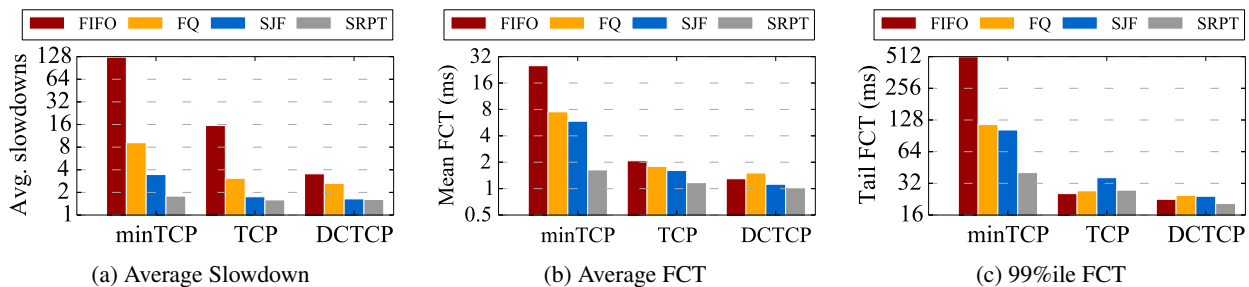 FIFO FQ SJF SRPT
Avg. slowdowns
128
64
32
16
8
4
2
1
minTCP TCP DCTCP
(a) Average Slowdown
FIFO FQ SJF SRPT
Mean FCT (ms)
32
16
8
4
2
1
0.5
minTCP TCP DCTCP
(b) Average FCT
FIFO FQ SJF SRPT
Tail FCT (ms)
512
256
128
64
32
16
minTCP TCP DCTCP
(c) 99%ile FCT